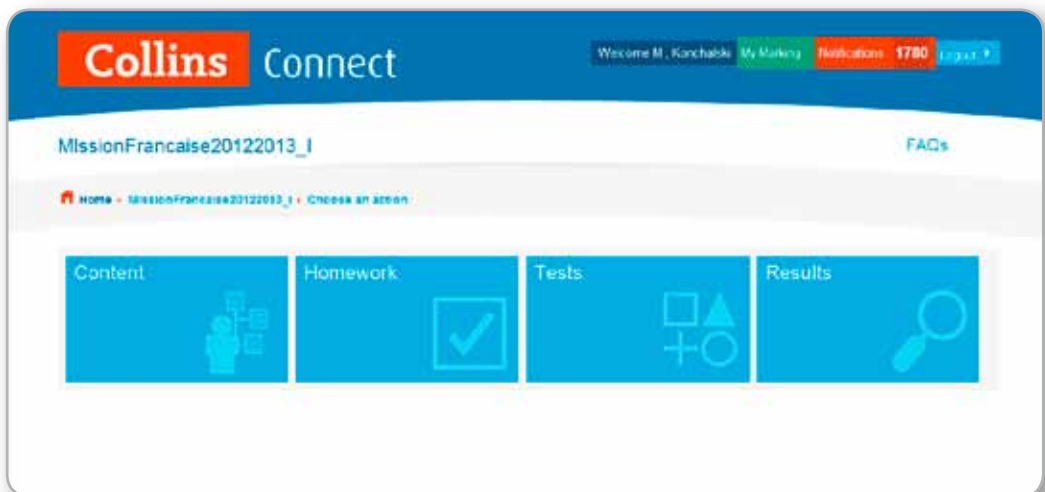 Collins Connect
Welcome M, Konchalski My Marking Notifications 1780 Logout
MIssionFrancaise20122013_I
FAQs
Home MissionFrancaise20122013_I Choose an action
Content
Homework
Tests
Results